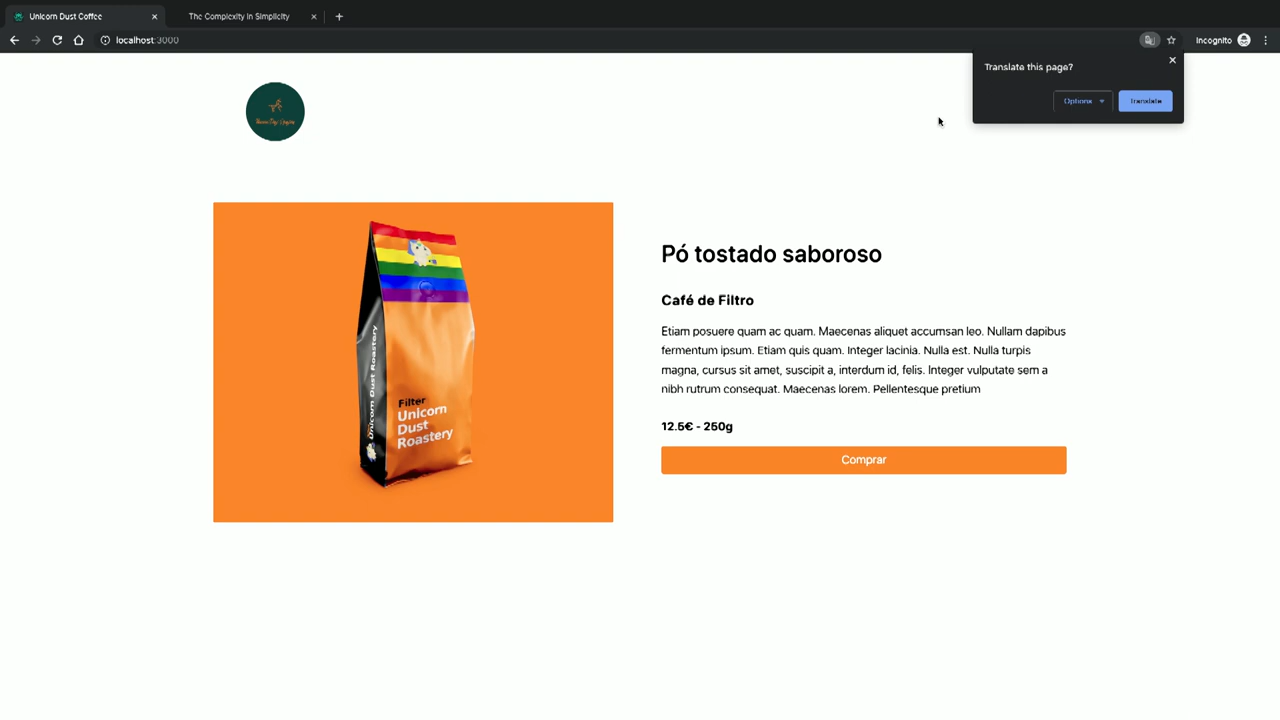 Unicorn Dust Coffee
The Complexity in Simplicity
localhost:3000
Incognito
Translate this page?
Options
Translate
Pó tostado saboroso
Café de Filtro
Etiam posuere quam ac quam. Maecenas aliquet accumsan leo. Nullam dapibus
fermentum ipsum. Etiam quis quam. Integer lacinia. Nulla est. Nulla turpis
magna, cursus sit amet, suscipit a, interdum id, felis. Integer vulputate sem a
nibh rutrum consequat. Maecenas lorem. Pellentesque pretium
12.5€ - 250g
Comprar
Unicorn Dust Roastery
Filter
Unicorn
Dust
Roastery